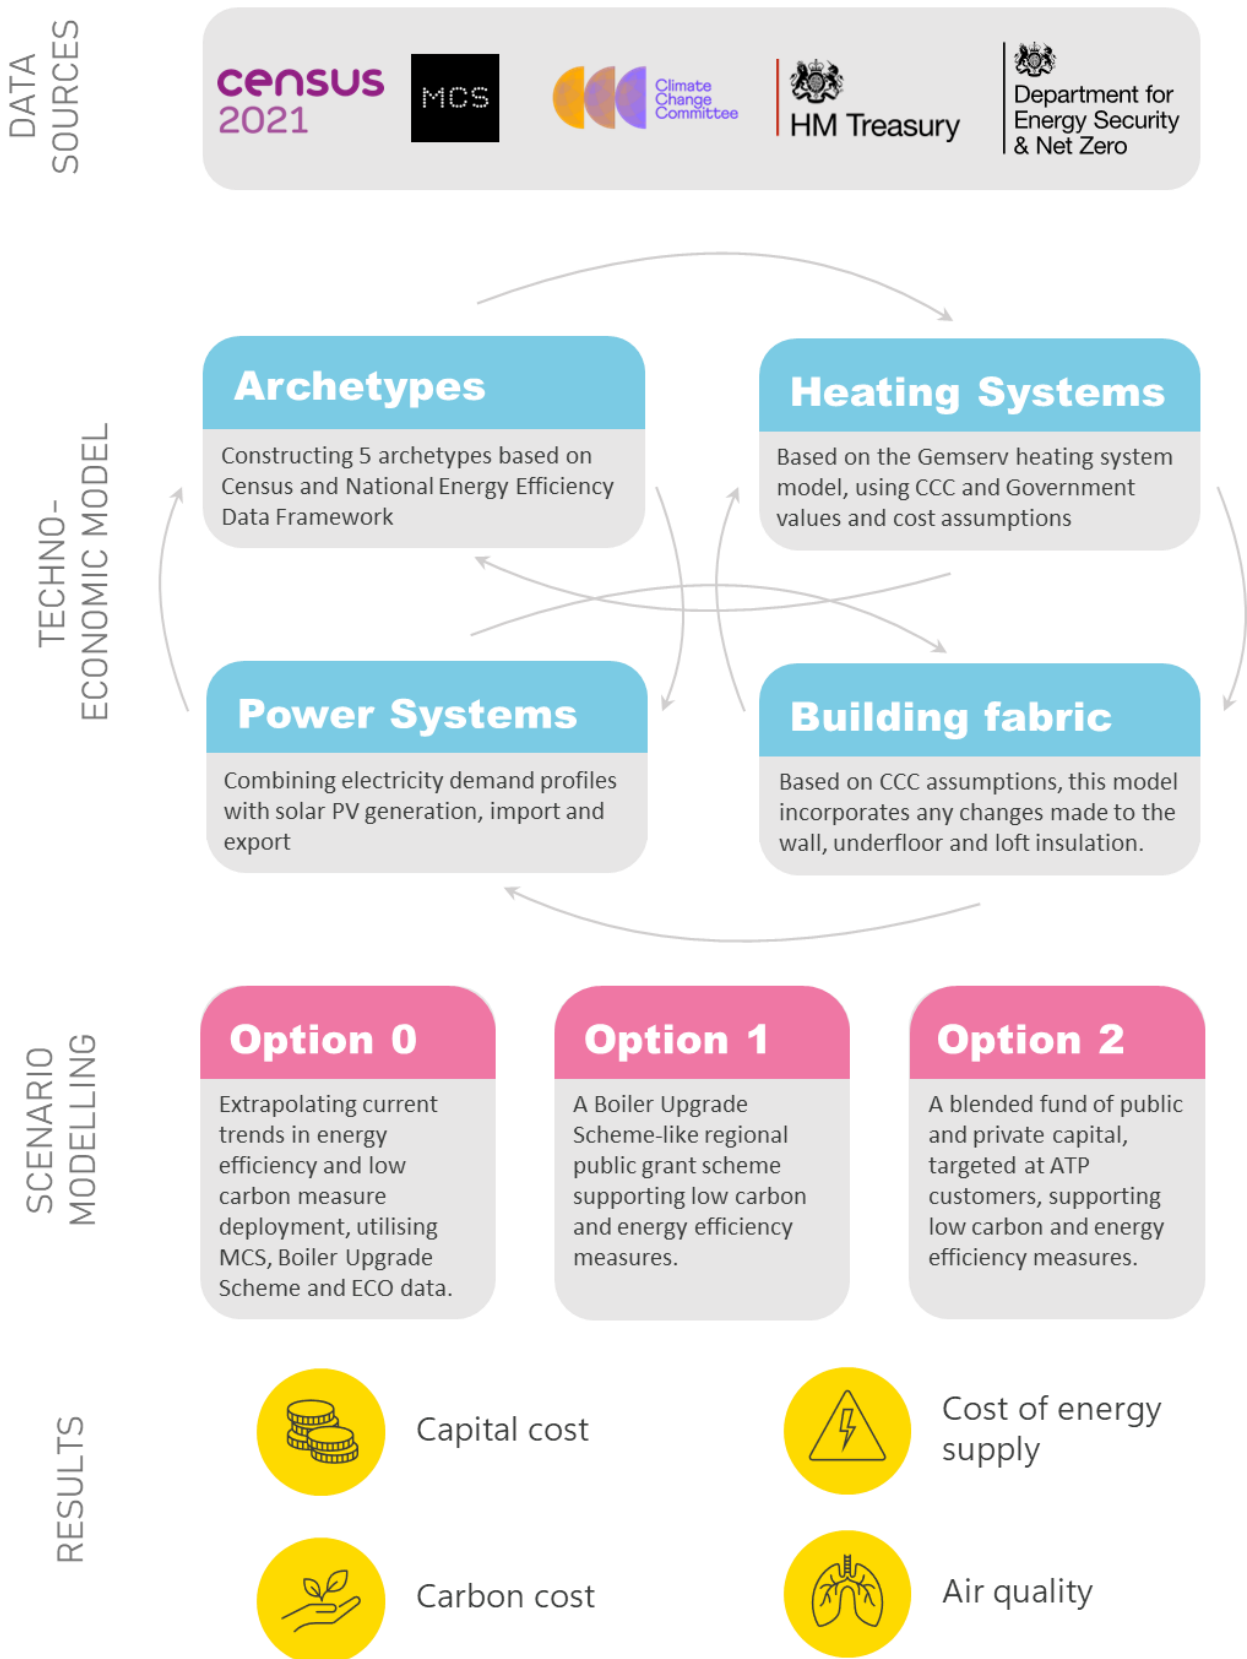 DATA
SOURCES
census
2021
MCS
Climate
Change
Committee
HM Treasury
Department for
Energy Security
& Net Zero
TECHNO-
ECONOMIC MODEL
Archetypes
Constructing 5 archetypes based on
Census and National Energy Efficiency
Data Framework
Heating Systems
Based on the Gemserv heating system
model, using CCC and Government
values and cost assumptions
Power Systems
Combining electricity demand profiles
with solar PV generation, import and
export
Building fabric
Based on CCC assumptions, this model
incorporates any changes made to the
wall, underfloor and loft insulation.
SCENARIO
MODELLING
Option 0
Extrapolating current
trends in energy
efficiency and low
carbon measure
deployment, utilising
MCS, Boiler Upgrade
Scheme and ECO data.
Option 1
A Boiler Upgrade
Scheme-like regional
public grant scheme
supporting low carbon
and energy efficiency
measures.
Option 2
A blended fund of public
and private capital,
targeted at ATP
customers, supporting
low carbon and energy
efficiency measures.
RESULTS
Capital cost
Cost of energy
supply
Carbon cost
Air quality